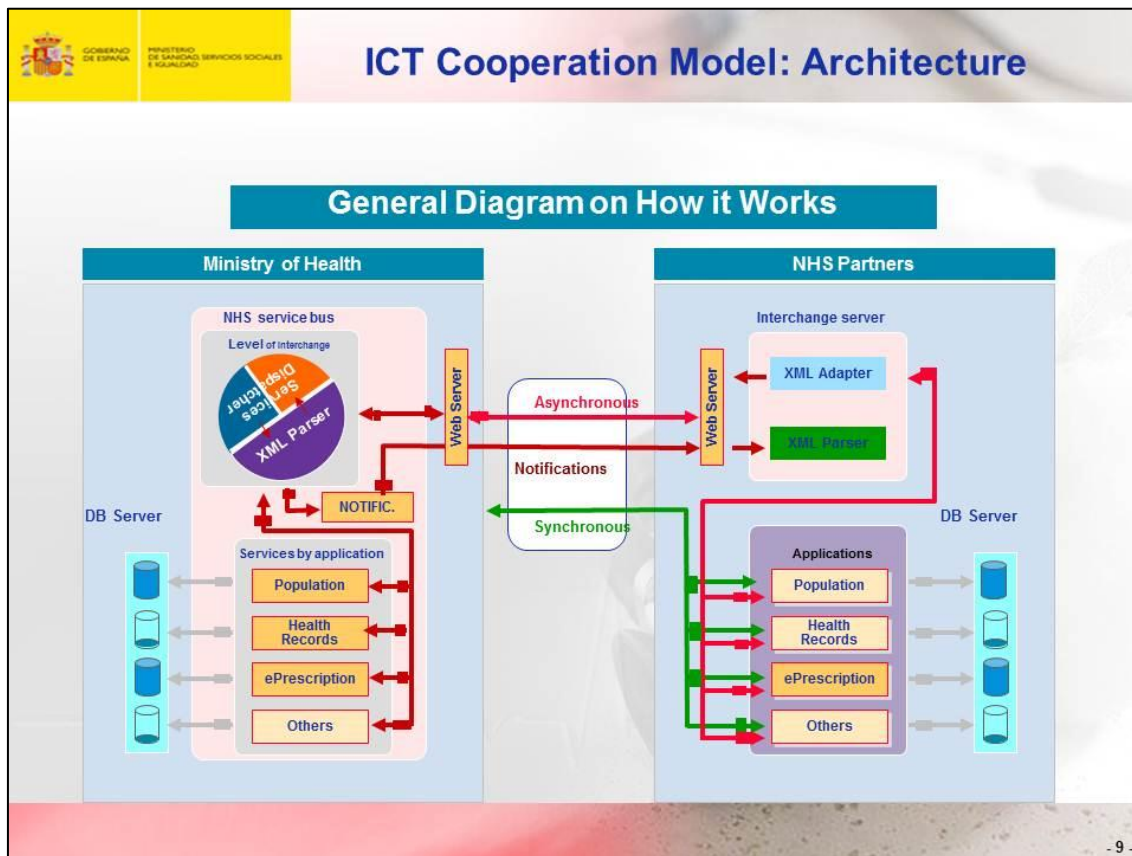 GOBIERNO
DE ESPAÑA
MINISTERIO
DE SANIDAD, SERVICIOS SOCIALES
E IGUALDAD
ICT Cooperation Model: Architecture
General Diagram on How it Works
Ministry of Health
NHS service bus
Level of Interchange
Services
Dispatcher
XML Parser
Web Server
NOTIFIC.
DB Server
Services by application
Population
Health
Records
ePrescription
Others
Asynchronous
Notifications
Synchronous
NHS Partners
Interchange server
Web Server
XML Adapter
XML Parser
DB Server
Applications
Population
Health
Records
ePrescription
Others
- 9 -